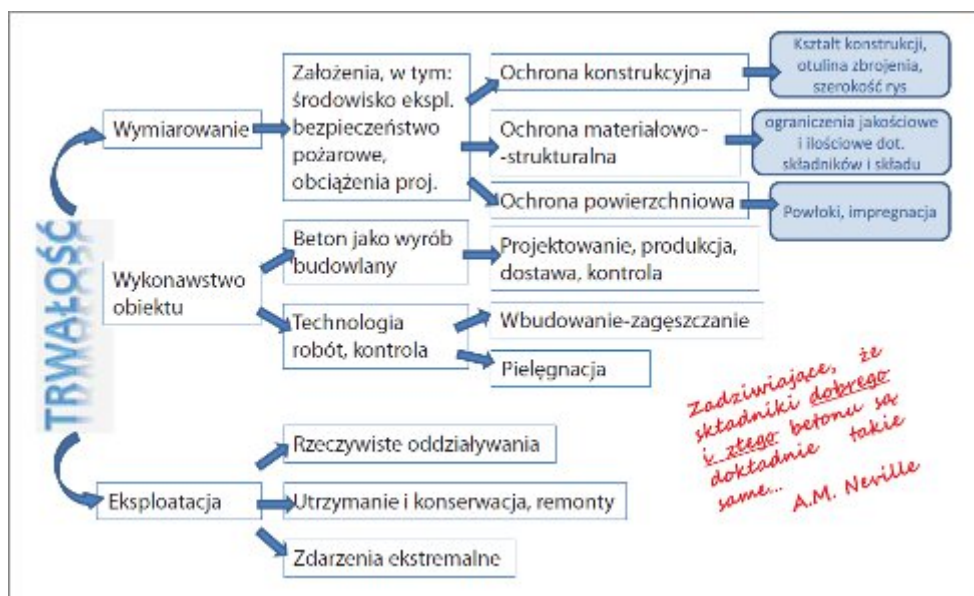 TRWAŁOŚĆ
Wymiarowanie
Założenia, w tym:
środowisko ekspl.
bezpieczeństwo
pożarowe,
obciążenia proj.
Ochrona konstrukcyjna
Kształt konstrukcji,
otulina zbrojenia,
szerokość rys
Ochrona materiałowo-
-strukturalna
ograniczenia jakościowe
i ilościowe dot.
składników i składu
Ochrona powierzchniowa
Powłoki, impregnacja
Wykonawstwo
obiektu
Beton jako wyrób
budowlany
Projektowanie, produkcja,
dostawa, kontrola
Technologia
robót, kontrola
Wbudowanie-zagęszczanie
Pielęgnacja
Eksploatacja
Rzeczywiste oddziaływania
Utrzymanie i konserwacja, remonty
Zdarzenia ekstremalne
Zadziwiające, że
składniki dobrego
i złego betonu są
dokładnie takie
same...
A.M. Neville